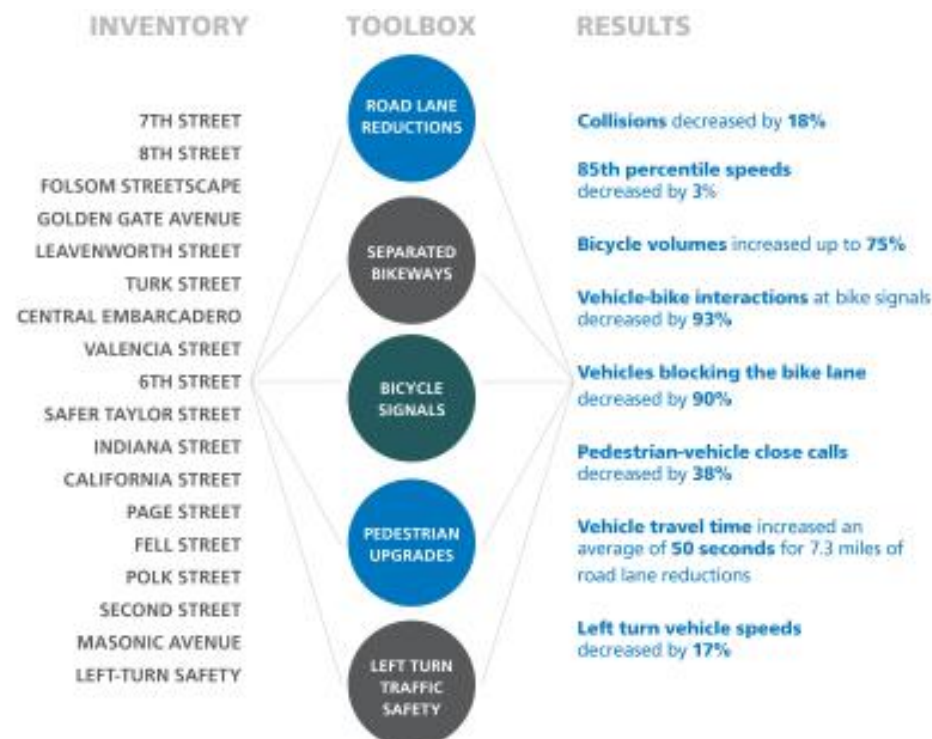 INVENTORY
TOOLBOX
RESULTS
7TH STREET
8TH STREET
FOLSOM STREETSCAPE
GOLDEN GATE AVENUE
LEAVENWORTH STREET
TURK STREET
CENTRAL EMBARCADERO
VALENCIA STREET
6TH STREET
SAFER TAYLOR STREET
INDIANA STREET
CALIFORNIA STREET
PAGE STREET
FELL STREET
POLK STREET
SECOND STREET
MASONIC AVENUE
LEFT-TURN SAFETY
ROAD LANE
REDUCTIONS
SEPARATED
BIKEWAYS
BICYCLE
SIGNALS
PEDESTRIAN
UPGRADES
LEFT TURN
TRAFFIC
SAFETY
Collisions decreased by 18%
85th percentile speeds
decreased by 3%
Bicycle volumes increased up to 75%
Vehicle-bike interactions at bike signals
decreased by 93%
Vehicles blocking the bike lane
decreased by 90%
Pedestrian-vehicle close calls
decreased by 38%
Vehicle travel time increased an
average of 50 seconds for 7.3 miles of
road lane reductions
Left turn vehicle speeds
decreased by 17%